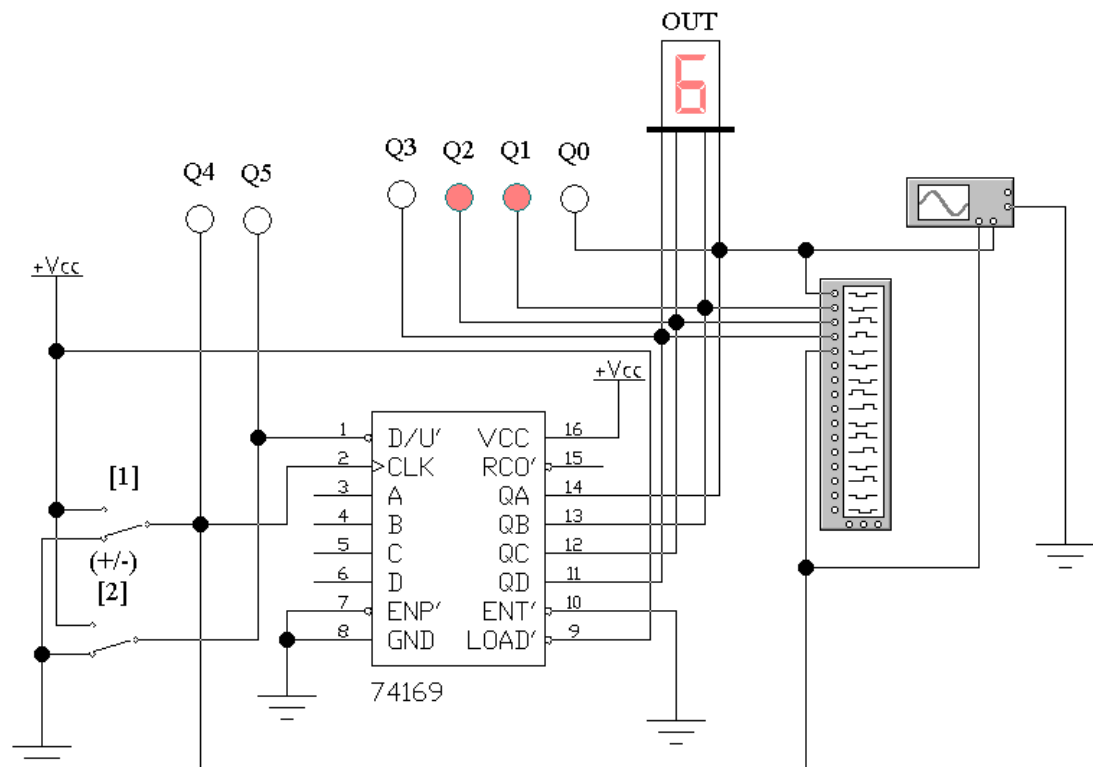 OUT
6
Q3 Q2 Q1 Q0
Q4 Q5
+Vcc
+Vcc
[1]
(+/-)
[2]
1 D/U' VCC 16
2 CLK RCO' 15
3 A QA 14
4 B QB 13
5 C QC 12
6 D QD 11
7 ENP' ENT' 10
8 GND LOAD' 9
74169